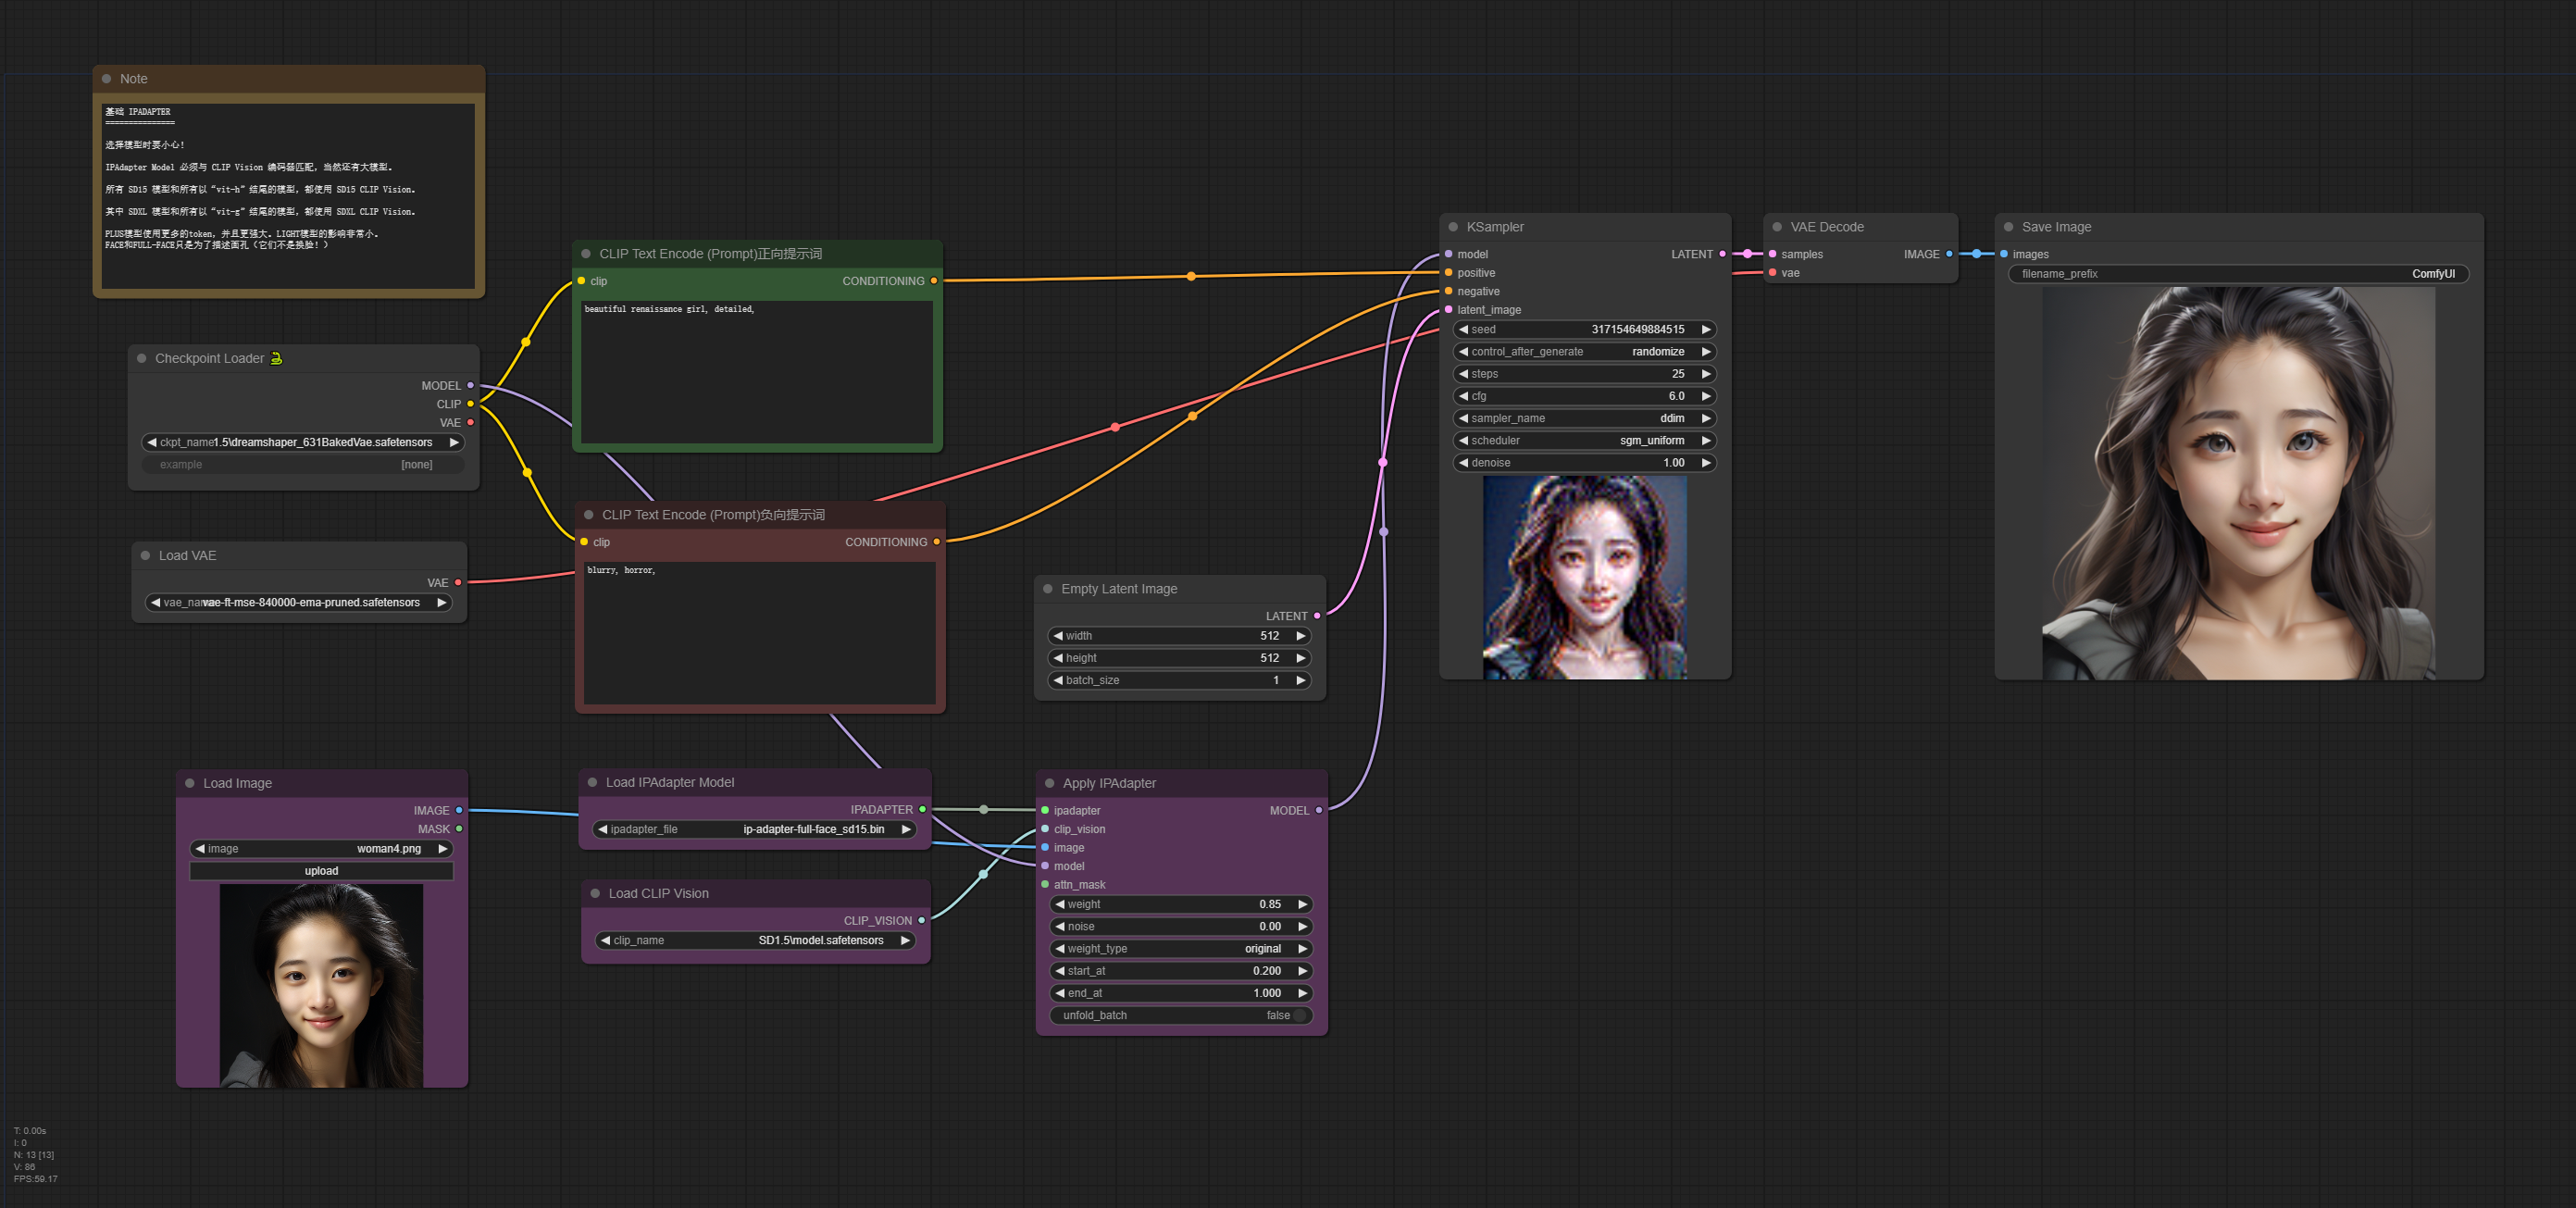 Note
基础 IPADAPTER
===============
选择模型时要小心!
IPAdapter Model 必须与 CLIP Vision 编码器匹配, 当然还有大模型。
所有 SD15 模型和所有以“vit-h”结尾的模型, 都使用 SD15 CLIP Vision。
其中 SDXL 模型和所有以“vit-g”结尾的模型, 都使用 SDXL CLIP Vision。
PLUS模型使用更多的token, 并且更强大。LIGHT模型的影响非常小。
FACE和FULL-FACE只是为了描述面孔 (它们不是换脸! )
Checkpoint Loader
MODEL
CLIP
VAE
ckpt_name 1.5\dreamshaper_631BakedVae.safetensors
example [none]
Load VAE
VAE
vae-ft-mse-840000-ema-pruned.safetensors
CLIP Text Encode (Prompt)正向提示词
clip CONDITIONING
beautiful renaissance girl, detailed,
CLIP Text Encode (Prompt)负向提示词
clip CONDITIONING
blurry, horror,
Empty Latent Image
LATENT
width 512
height 512
batch_size 1
KSampler
model LATENT
positive
negative
latent_image
seed 317154649884515
control_after_generate randomize
steps 25
cfg 6.0
sampler_name ddim
scheduler sgm_uniform
denoise 1.00
VAE Decode
samples IMAGE
vae
Save Image
images
filename_prefix ComfyUI
Load Image
IMAGE
MASK
image woman4.png
upload
Load IPAdapter Model
IPADAPTER
ipadapter_file ip-adapter-full-face_sd15.bin
Load CLIP Vision
CLIP_VISION
clip_name SD1.5\model.safetensors
Apply IPAdapter
ipadapter MODEL
clip_vision
image
model
attn_mask
weight 0.85
noise 0.00
weight_type original
start_at 0.200
end_at 1.000
unfold_batch false
T: 0.00s
I: 0
N: 13 [13]
V: 86
FPS:59.17